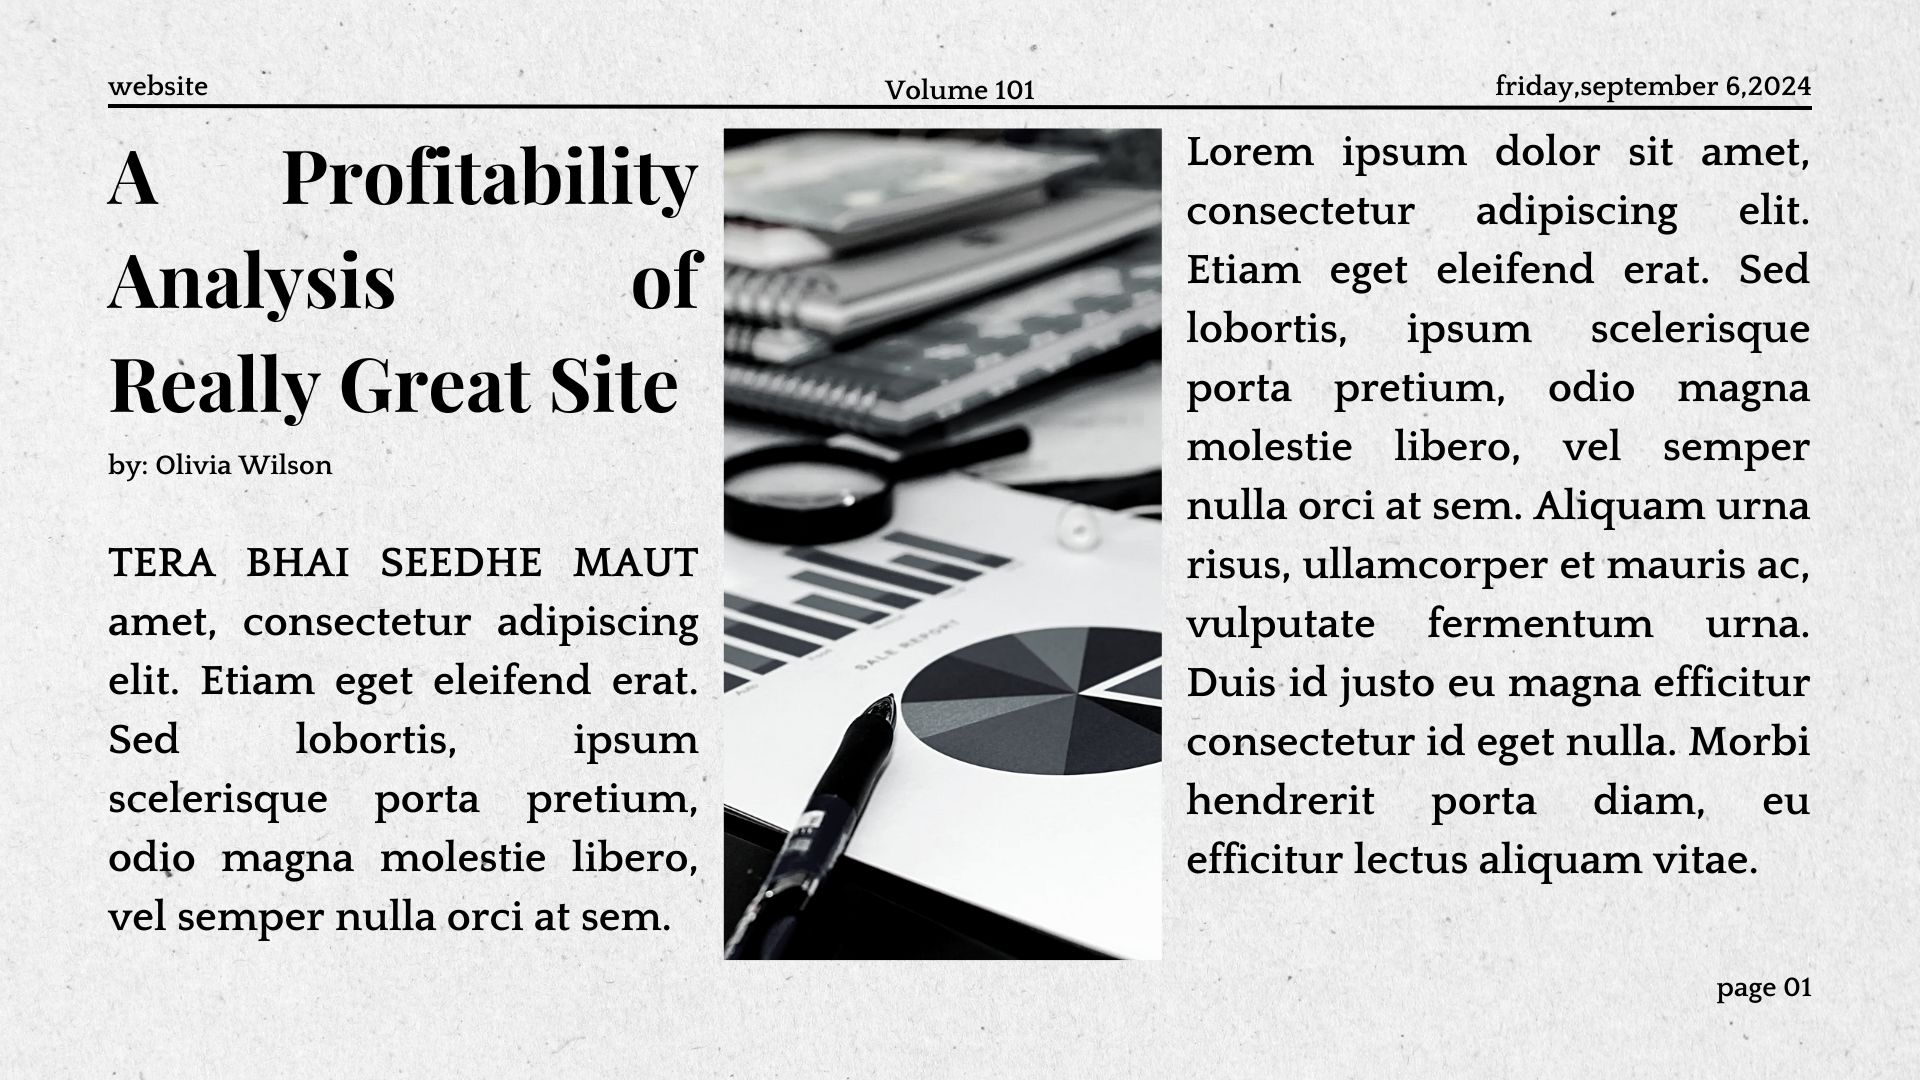 website
Volume 101
friday,september 6,2024
A Profitability
Analysis of
Really Great Site
by: Olivia Wilson
TERA BHAI SEEDHE MAUT
amet, consectetur adipiscing
elit. Etiam eget eleifend erat.
Sed lobortis, ipsum
scelerisque porta pretium,
odio magna molestie libero,
vel semper nulla orci at sem.
SALE REPORT
Lorem ipsum dolor sit amet,
consectetur adipiscing elit.
Etiam eget eleifend erat. Sed
lobortis, ipsum scelerisque
porta pretium, odio magna
molestie libero, vel semper
nulla orci at sem. Aliquam urna
risus, ullamcorper et mauris ac,
vulputate fermentum urna.
Duis id justo eu magna efficitur
consectetur id eget nulla. Morbi
hendrerit porta diam, eu
efficitur lectus aliquam vitae.
page 01